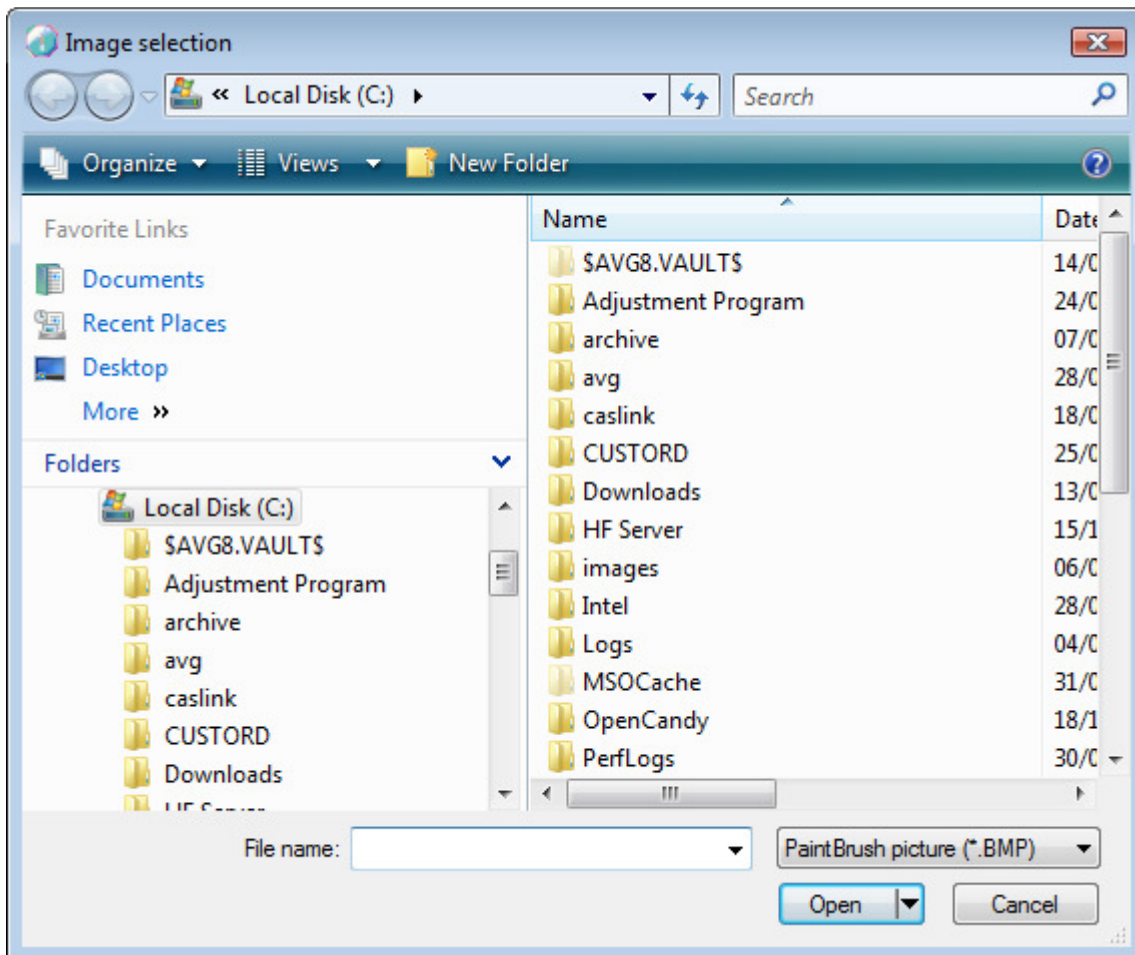 Image selection
« Local Disk (C:)
Search
Organize
Views
New Folder
Favorite Links
Documents
Recent Places
Desktop
More »
Folders
Local Disk (C:)
$AVG8.VAULT$
Adjustment Program
archive
avg
caslink
CUSTORD
Downloads
Name
$AVG8.VAULT$
Adjustment Program
archive
avg
caslink
CUSTORD
Downloads
HF Server
images
Intel
Logs
MSOCache
OpenCandy
PerfLogs
File name:
PaintBrush picture (*.BMP)
Open
Cancel